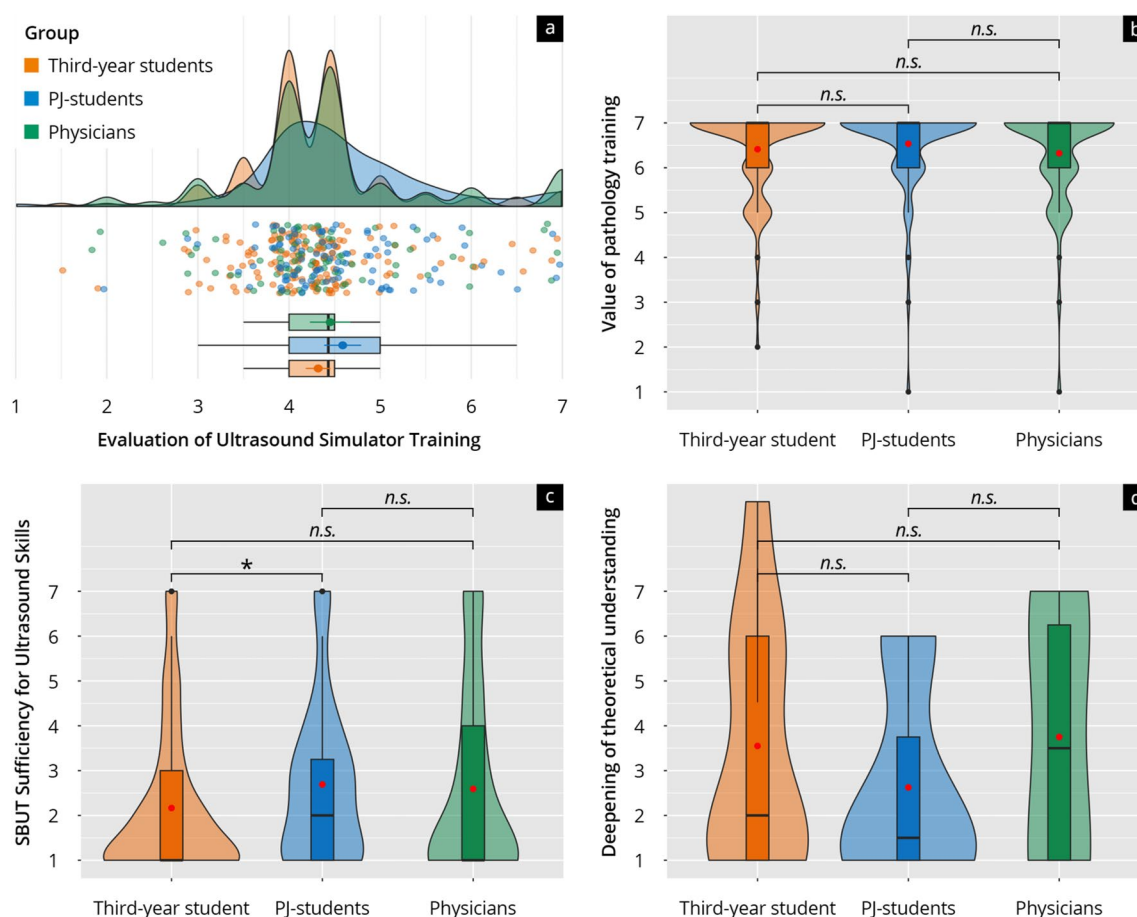 Group
Third-year students
PJ-students
Physicians
a
1 2 3 4 5 6 7
Evaluation of Ultrasound Simulator Training
b
n.s.
n.s.
n.s.
Value of pathology training
7
6
5
4
3
2
1
Third-year student PJ-students Physicians
c
n.s.
n.s.
*
SBUT Sufficiency for Ultrasound Skills
7
6
5
4
3
2
1
Third-year student PJ-students Physicians
d
n.s.
n.s.
n.s.
Deepening of theoretical understanding
7
6
5
4
3
2
1
Third-year student PJ-students Physicians